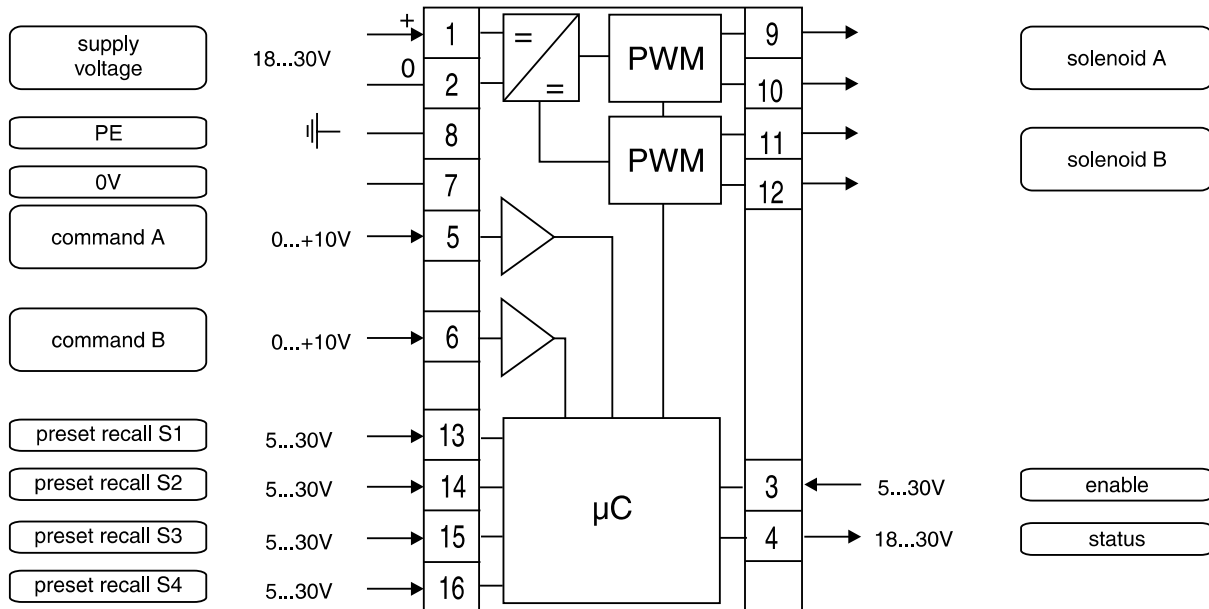 supply
voltage
18...30V
+
0
1
2
=
=
PWM
9
10
solenoid A
PE
8
PWM
11
12
solenoid B
0V
7
command A
0...+10V
5
command B
0...+10V
6
preset recall S1
5...30V
13
preset recall S2
5...30V
14
µC
3
5...30V
enable
preset recall S3
5...30V
15
4
18...30V
status
preset recall S4
5...30V
16